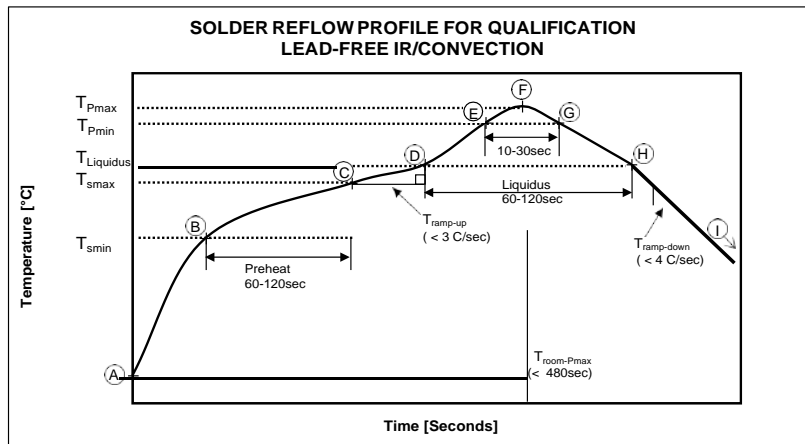 SOLDER REFLOW PROFILE FOR QUALIFICATION
LEAD-FREE IR/CONVECTION
Temperature [°C]
TPmax
TPmin
TLiquidus
Tsmax
Tsmin
A
B
C
D
E
F
G
H
I
10-30sec
Liquidus
60-120sec
Tramp-up
( < 3 C/sec)
Tramp-down
( < 4 C/sec)
Preheat
60-120sec
Troom-Pmax
(< 480sec)
Time [Seconds]